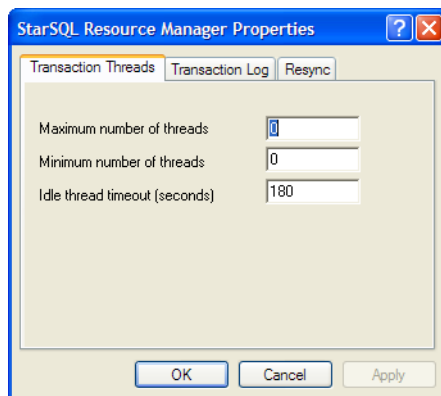 StarSQL Resource Manager Properties
Transaction Threads Transaction Log Resync
Maximum number of threads 0
Minimum number of threads 0
Idle thread timeout (seconds) 180
OK Cancel Apply